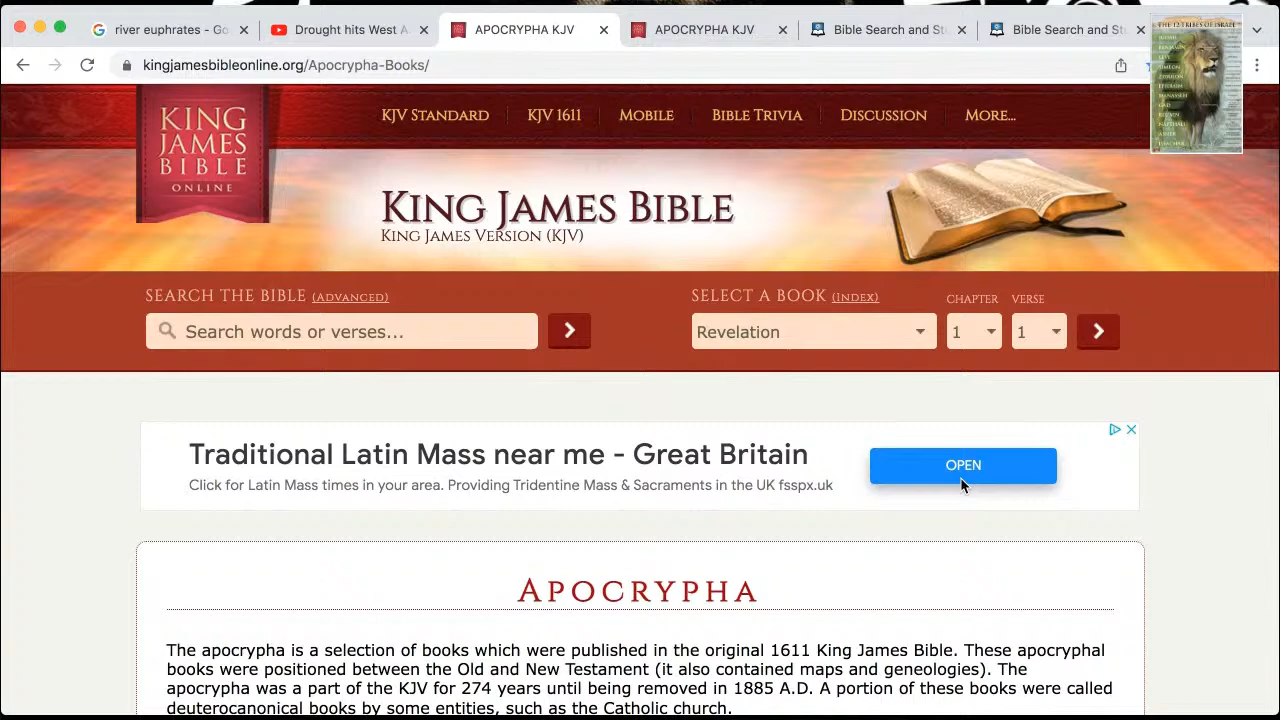 river euphrates - Go
Drought hits West A
APOCRYPHA KJV
APOCRYPHA KJV
Bible Search and Stu
Bible Search and St
THE 12 TRIBES OF ISRAEL
kingjamesbibleonline.org/Apocrypha-Books/
KING
JAMES
BIBLE
ONLINE
KJV STANDARD
KJV 1611
MOBILE
BIBLE TRIVIA
DISCUSSION
MORE...
KING JAMES BIBLE
KING JAMES VERSION (KJV)
SEARCH THE BIBLE (ADVANCED)
SELECT A BOOK (INDEX)
CHAPTER
VERSE
Search words or verses...
Revelation
1
1
Traditional Latin Mass near me - Great Britain
Click for Latin Mass times in your area. Providing Tridentine Mass & Sacraments in the UK fsspx.uk
OPEN
APOCRYPHA
The apocrypha is a selection of books which were published in the original 1611 King James Bible. These apocryphal
books were positioned between the Old and New Testament (it also contained maps and geneologies). The
apocrypha was a part of the KJV for 274 years until being removed in 1885 A.D. A portion of these books were called
deuterocanonical books by some entities, such as the Catholic church.